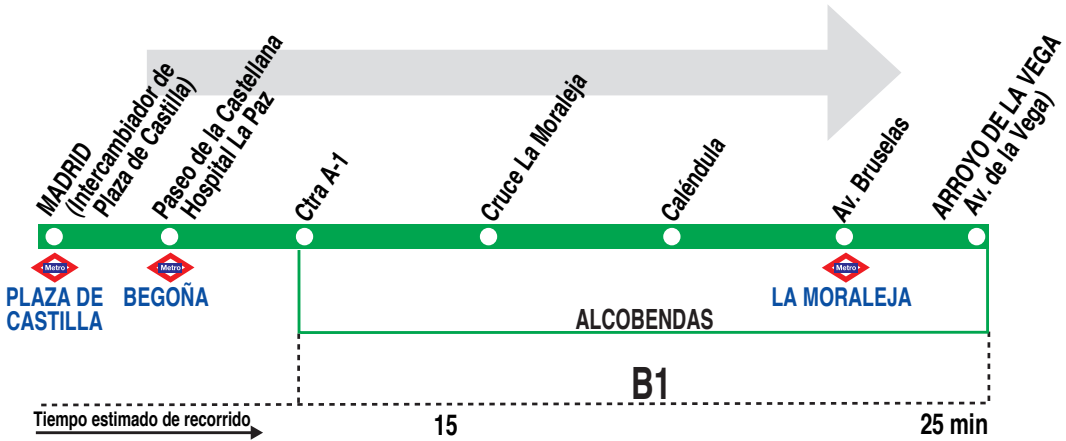 MADRID
(Intercambiador de
Plaza de Castilla)
Paseo de la Castellana
Hospital La Paz
Ctra A-1
Cruce La Moraleja
Caléndula
Av. Bruselas
ARROYO DE LA VEGA
Av. de la Vega)
Metro
Metro
Metro
PLAZA DE
CASTILLA
BEGOÑA
LA MORALEJA
ALCOBENDAS
B1
Tiempo estimado de recorrido
15
25 min